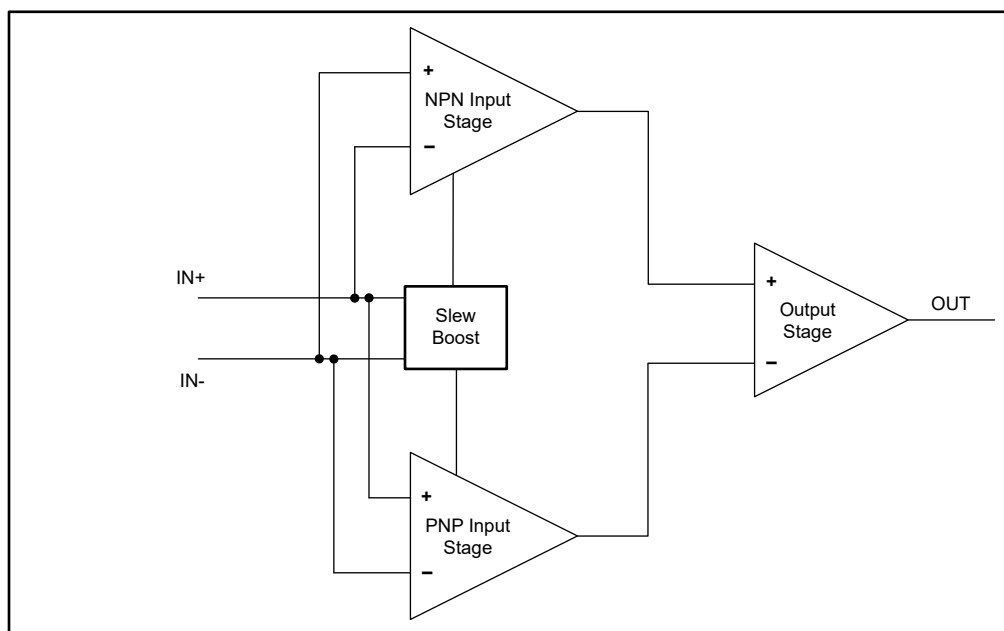 +
NPN Input
Stage
−
IN+
Slew
Boost
IN-
+
Output
Stage
−
OUT
+
PNP Input
Stage
−